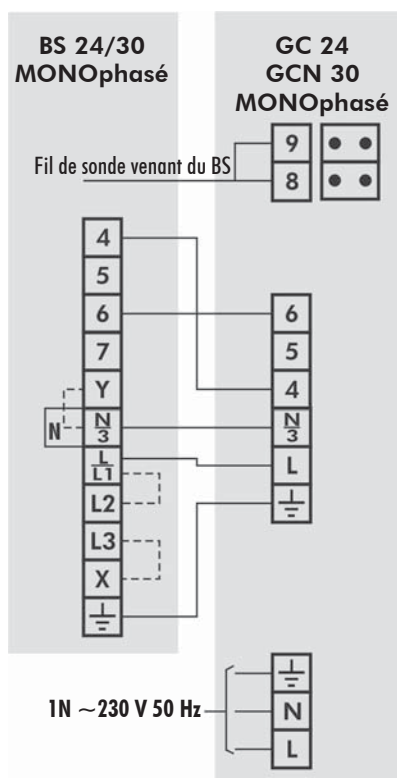 BS 24/30
MONOphasé
GC 24
GCN 30
MONOphasé
9
8
Fil de sonde venant du BS
4
5
6
7
Y
N
N
3
L
L1
L2
L3
X
6
5
4
N
3
L
1N ~230 V 50 Hz
N
L